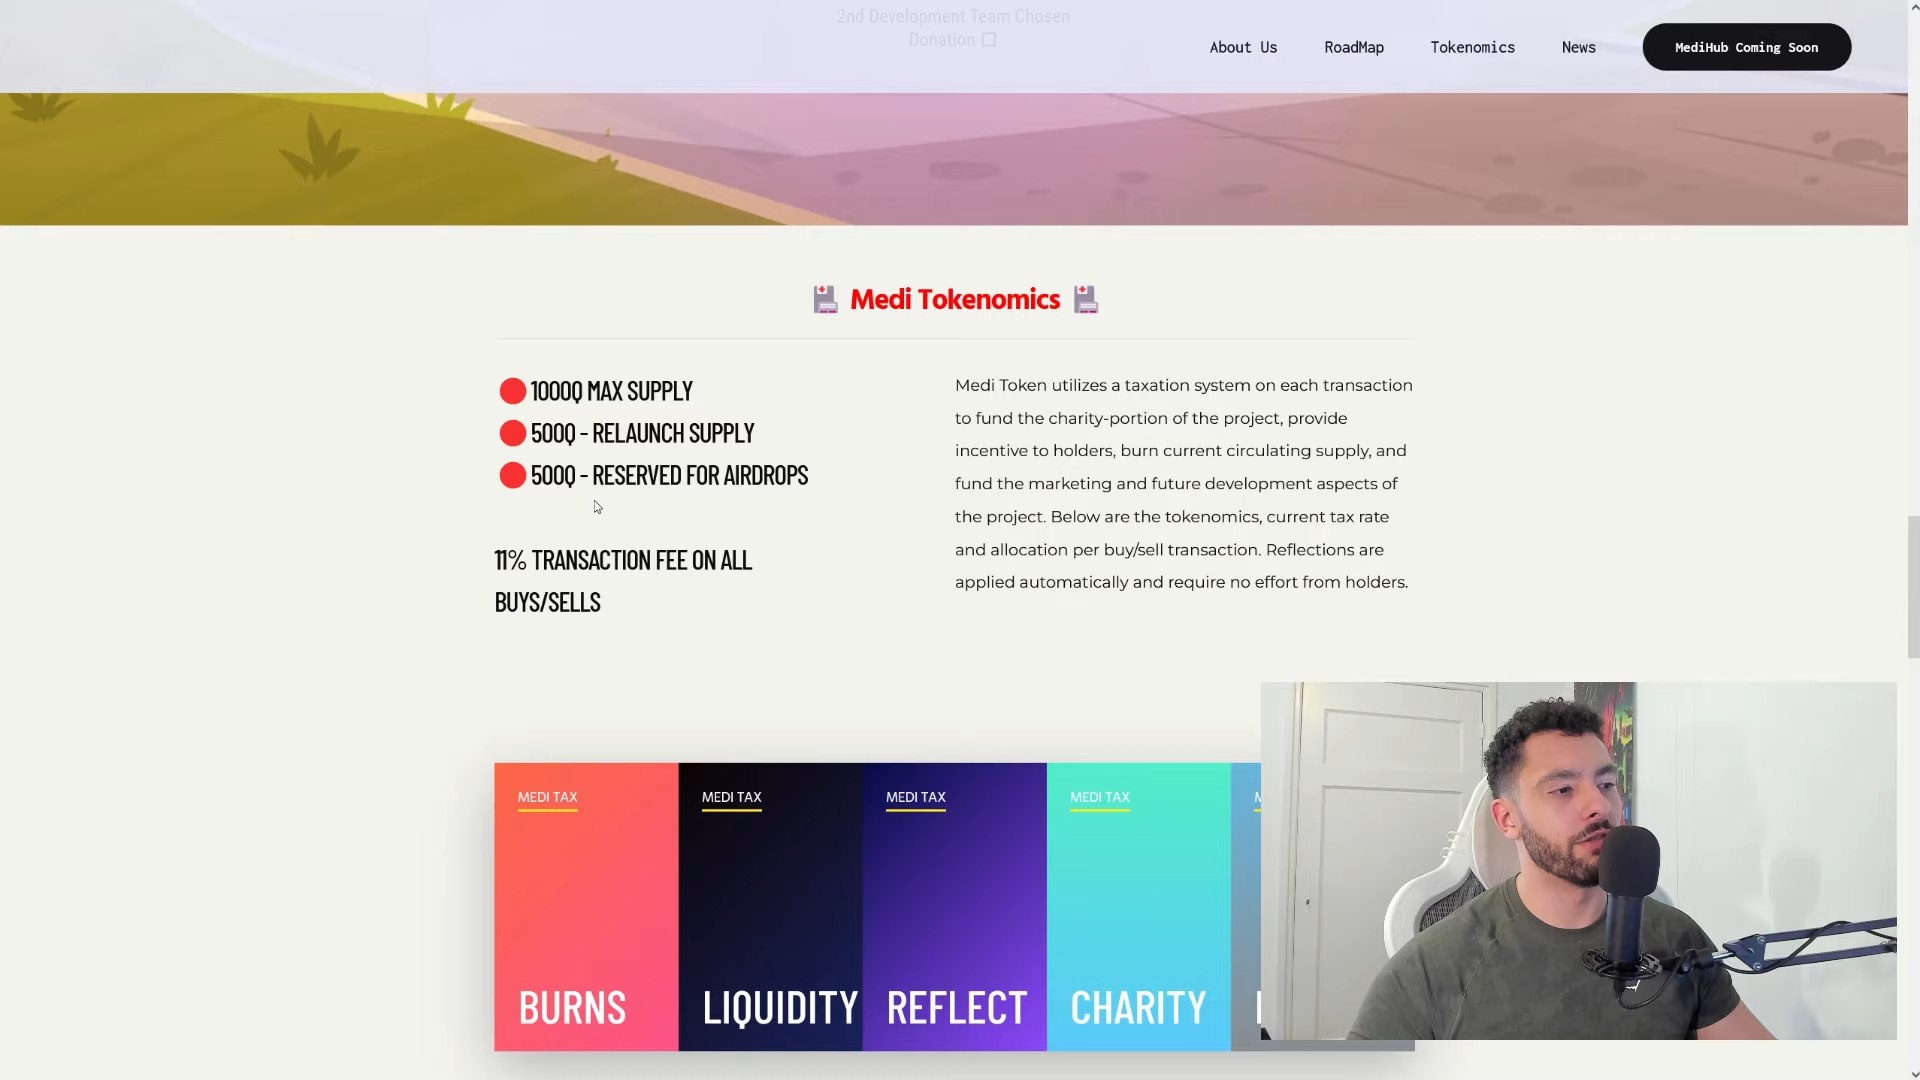 2nd Development Team Chosen
Donation
About Us
RoadMap
Tokenomics
News
MediHub Coming Soon
Medi Tokenomics
1000Q MAX SUPPLY
500Q - RELAUNCH SUPPLY
500Q - RESERVED FOR AIRDROPS
11% TRANSACTION FEE ON ALL
BUYS/SELLS
Medi Token utilizes a taxation system on each transaction
to fund the charity-portion of the project, provide
incentive to holders, burn current circulating supply, and
fund the marketing and future development aspects of
the project. Below are the tokenomics, current tax rate
and allocation per buy/sell transaction. Reflections are
applied automatically and require no effort from holders.
MEDI TAX
BURNS
MEDI TAX
LIQUIDITY
MEDI TAX
REFLECT
MEDI TAX
CHARITY